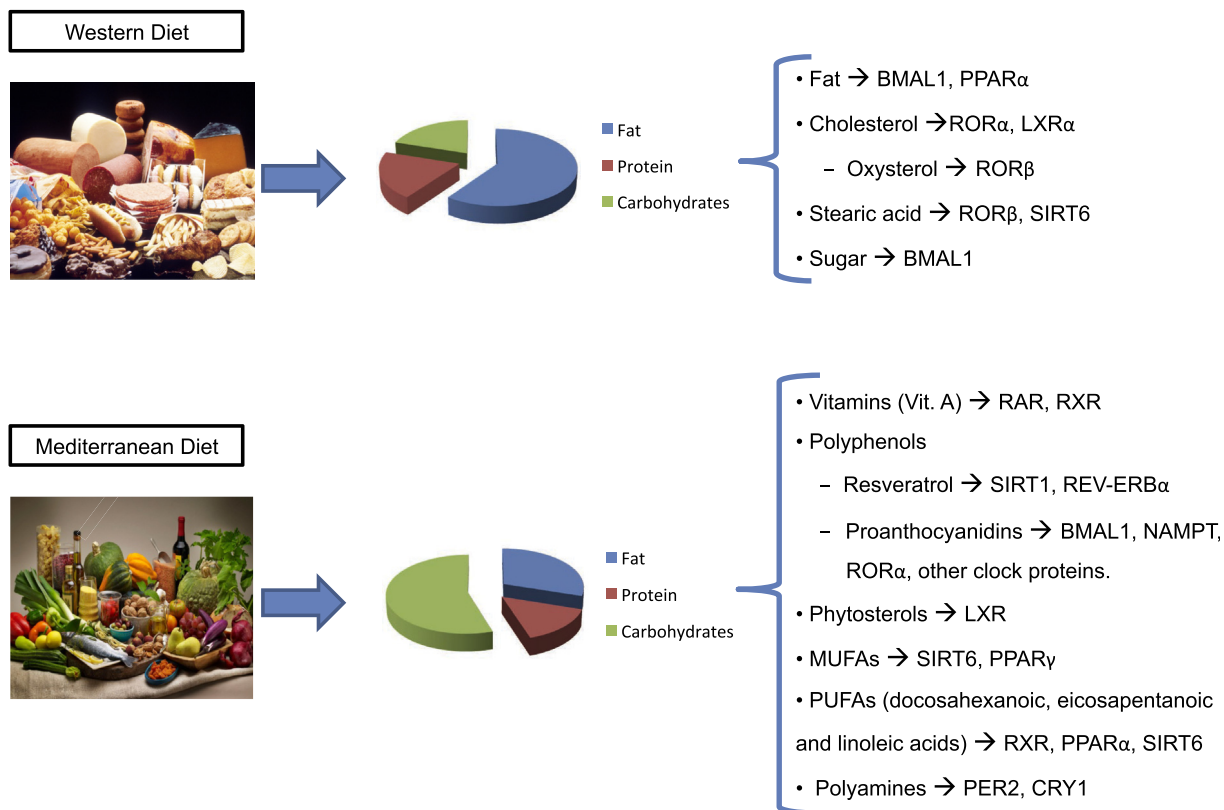 Western Diet
Fat
Protein
Carbohydrates
• Fat → BMAL1, PPARα
• Cholesterol →RORα, LXRα
– Oxysterol → RORβ
• Stearic acid → RORβ, SIRT6
• Sugar → BMAL1
Mediterranean Diet
Fat
Protein
Carbohydrates
• Vitamins (Vit. A) → RAR, RXR
• Polyphenols
– Resveratrol → SIRT1, REV-ERBα
– Proanthocyanidins → BMAL1, NAMPT,
RORα, other clock proteins.
• Phytosterols → LXR
• MUFAs → SIRT6, PPARγ
• PUFAs (docosahexanoic, eicosapentanoic
and linoleic acids) → RXR, PPARα, SIRT6
• Polyamines → PER2, CRY1